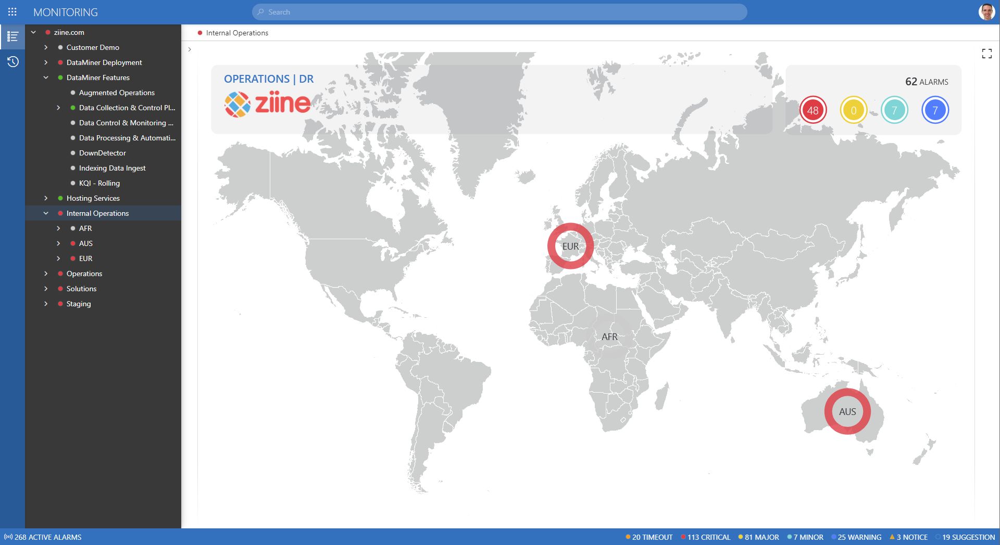 MONITORING
Search
ziine.com
Customer Demo
DataMiner Deployment
DataMiner Features
Augmented Operations
Data Collection & Control Pl...
Data Control & Monitoring ...
Data Processing & Automati...
DownDetector
Indexing Data Ingest
KQI - Rolling
Hosting Services
Internal Operations
AFR
AUS
EUR
Operations
Solutions
Staging
Internal Operations
OPERATIONS | DR
ziine
62 ALARMS
48 0 7 7
EUR
AFR
AUS
268 ACTIVE ALARMS
20 TIMEOUT 113 CRITICAL 81 MAJOR 7 MINOR 25 WARNING 3 NOTICE 19 SUGGESTION